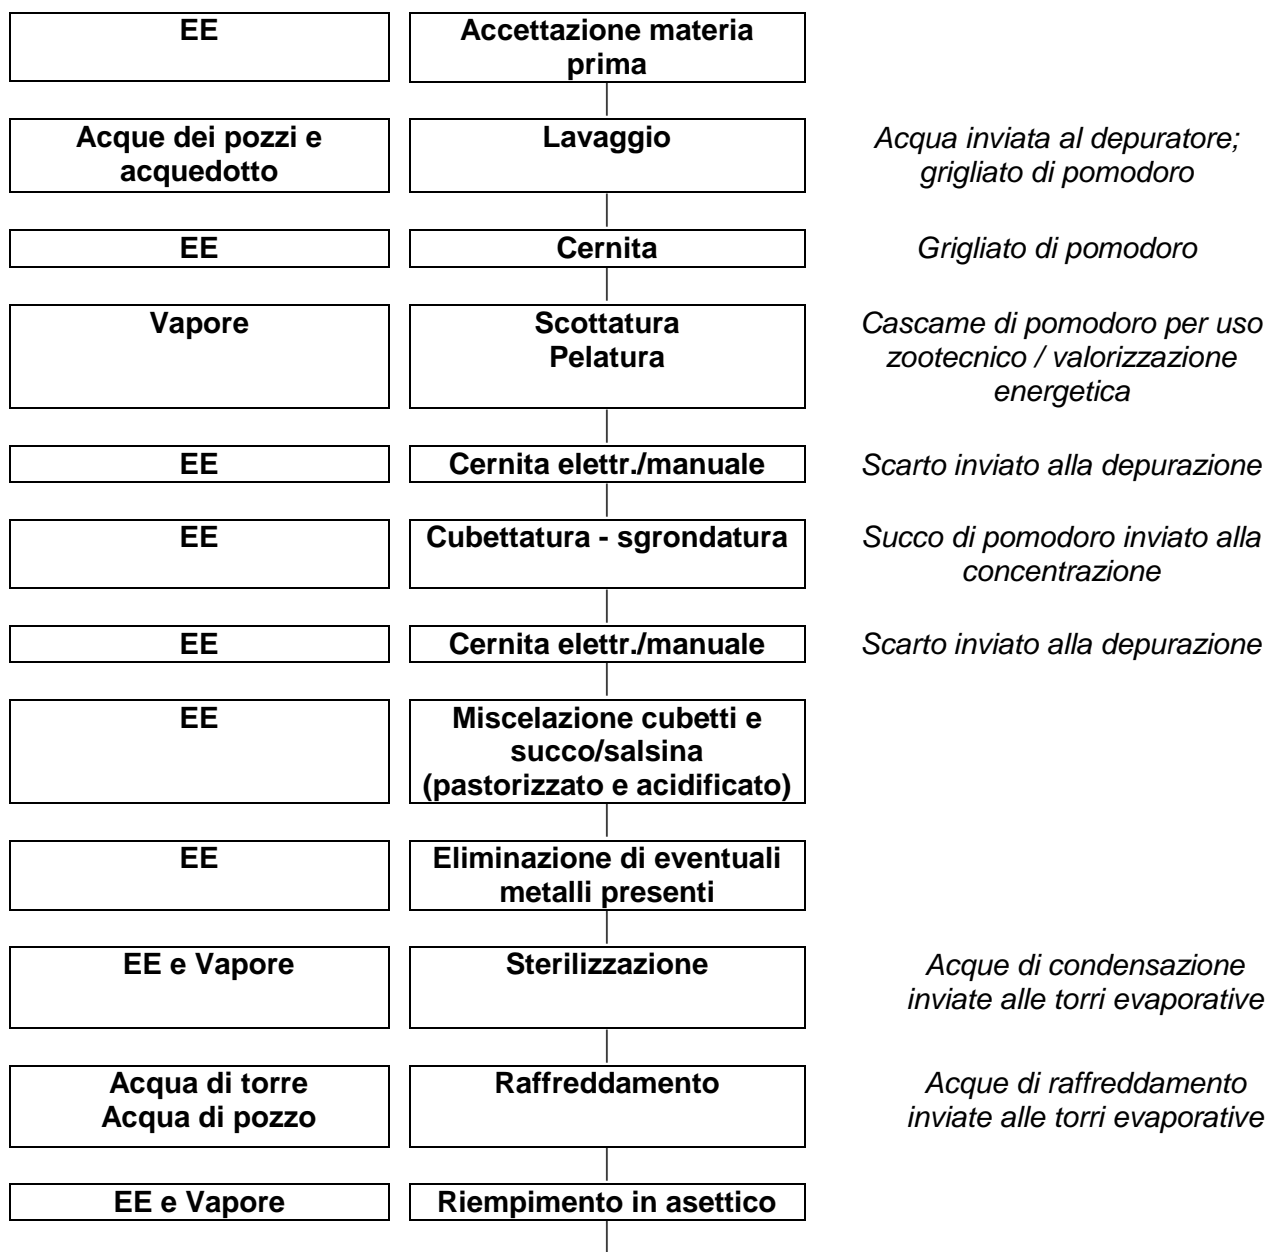 EE
Accettazione materia
prima
Acque dei pozzi e
acquedotto
Lavaggio
Acqua inviata al depuratore;
grigliato di pomodoro
EE
Cernita
Grigliato di pomodoro
Vapore
Scottatura
Pelatura
Cascame di pomodoro per uso
zootecnico / valorizzazione
energetica
EE
Cernita elettr./manuale
Scarto inviato alla depurazione
EE
Cubettatura - sgrondatura
Succo di pomodoro inviato alla
concentrazione
EE
Cernita elettr./manuale
Scarto inviato alla depurazione
EE
Miscelazione cubetti e
succo/salsina
(pastorizzato e acidificato)
EE
Eliminazione di eventuali
metalli presenti
EE e Vapore
Sterilizzazione
Acque di condensazione
inviate alle torri evaporative
Acqua di torre
Acqua di pozzo
Raffreddamento
Acque di raffreddamento
inviate alle torri evaporative
EE e Vapore
Riempimento in asettico